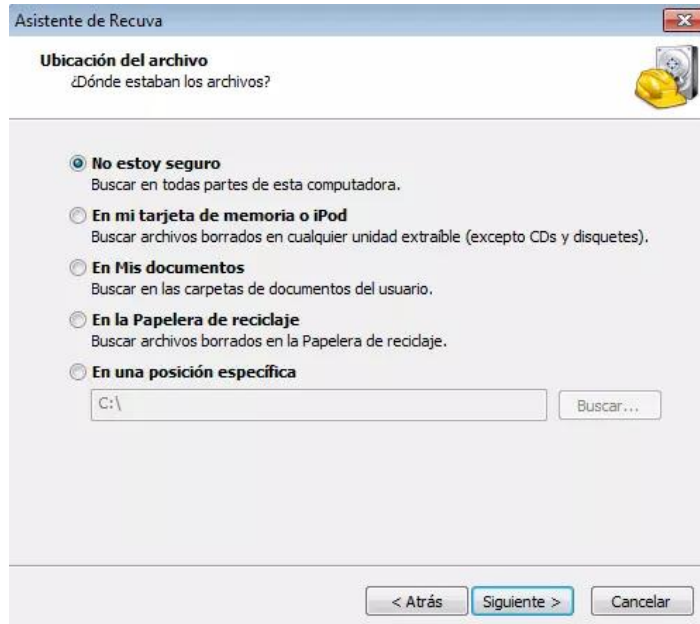 Asistente de Recuva
Ubicación del archivo
¿Dónde estaban los archivos?
No estoy seguro
Buscar en todas partes de esta computadora.
En mi tarjeta de memoria o iPod
Buscar archivos borrados en cualquier unidad extraíble (excepto CDs y disquetes).
En Mis documentos
Buscar en las carpetas de documentos del usuario.
En la Papelera de reciclaje
Buscar archivos borrados en la Papelera de reciclaje.
En una posición específica
C:\
Buscar...
< Atrás
Siguiente >
Cancelar